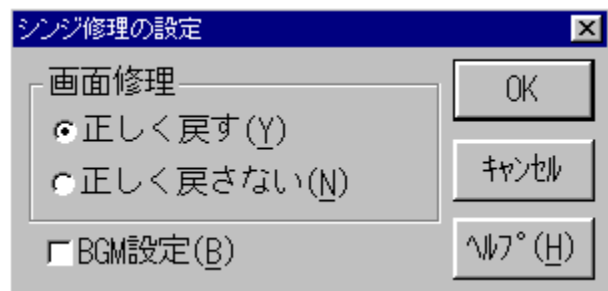 シンジ修理の設定
画面修理
正しく戻す(Y)
正しく戻さない(N)
BGM設定(B)
OK
ｷｬﾝｾﾙ
ﾍﾙﾌﾟ(H)